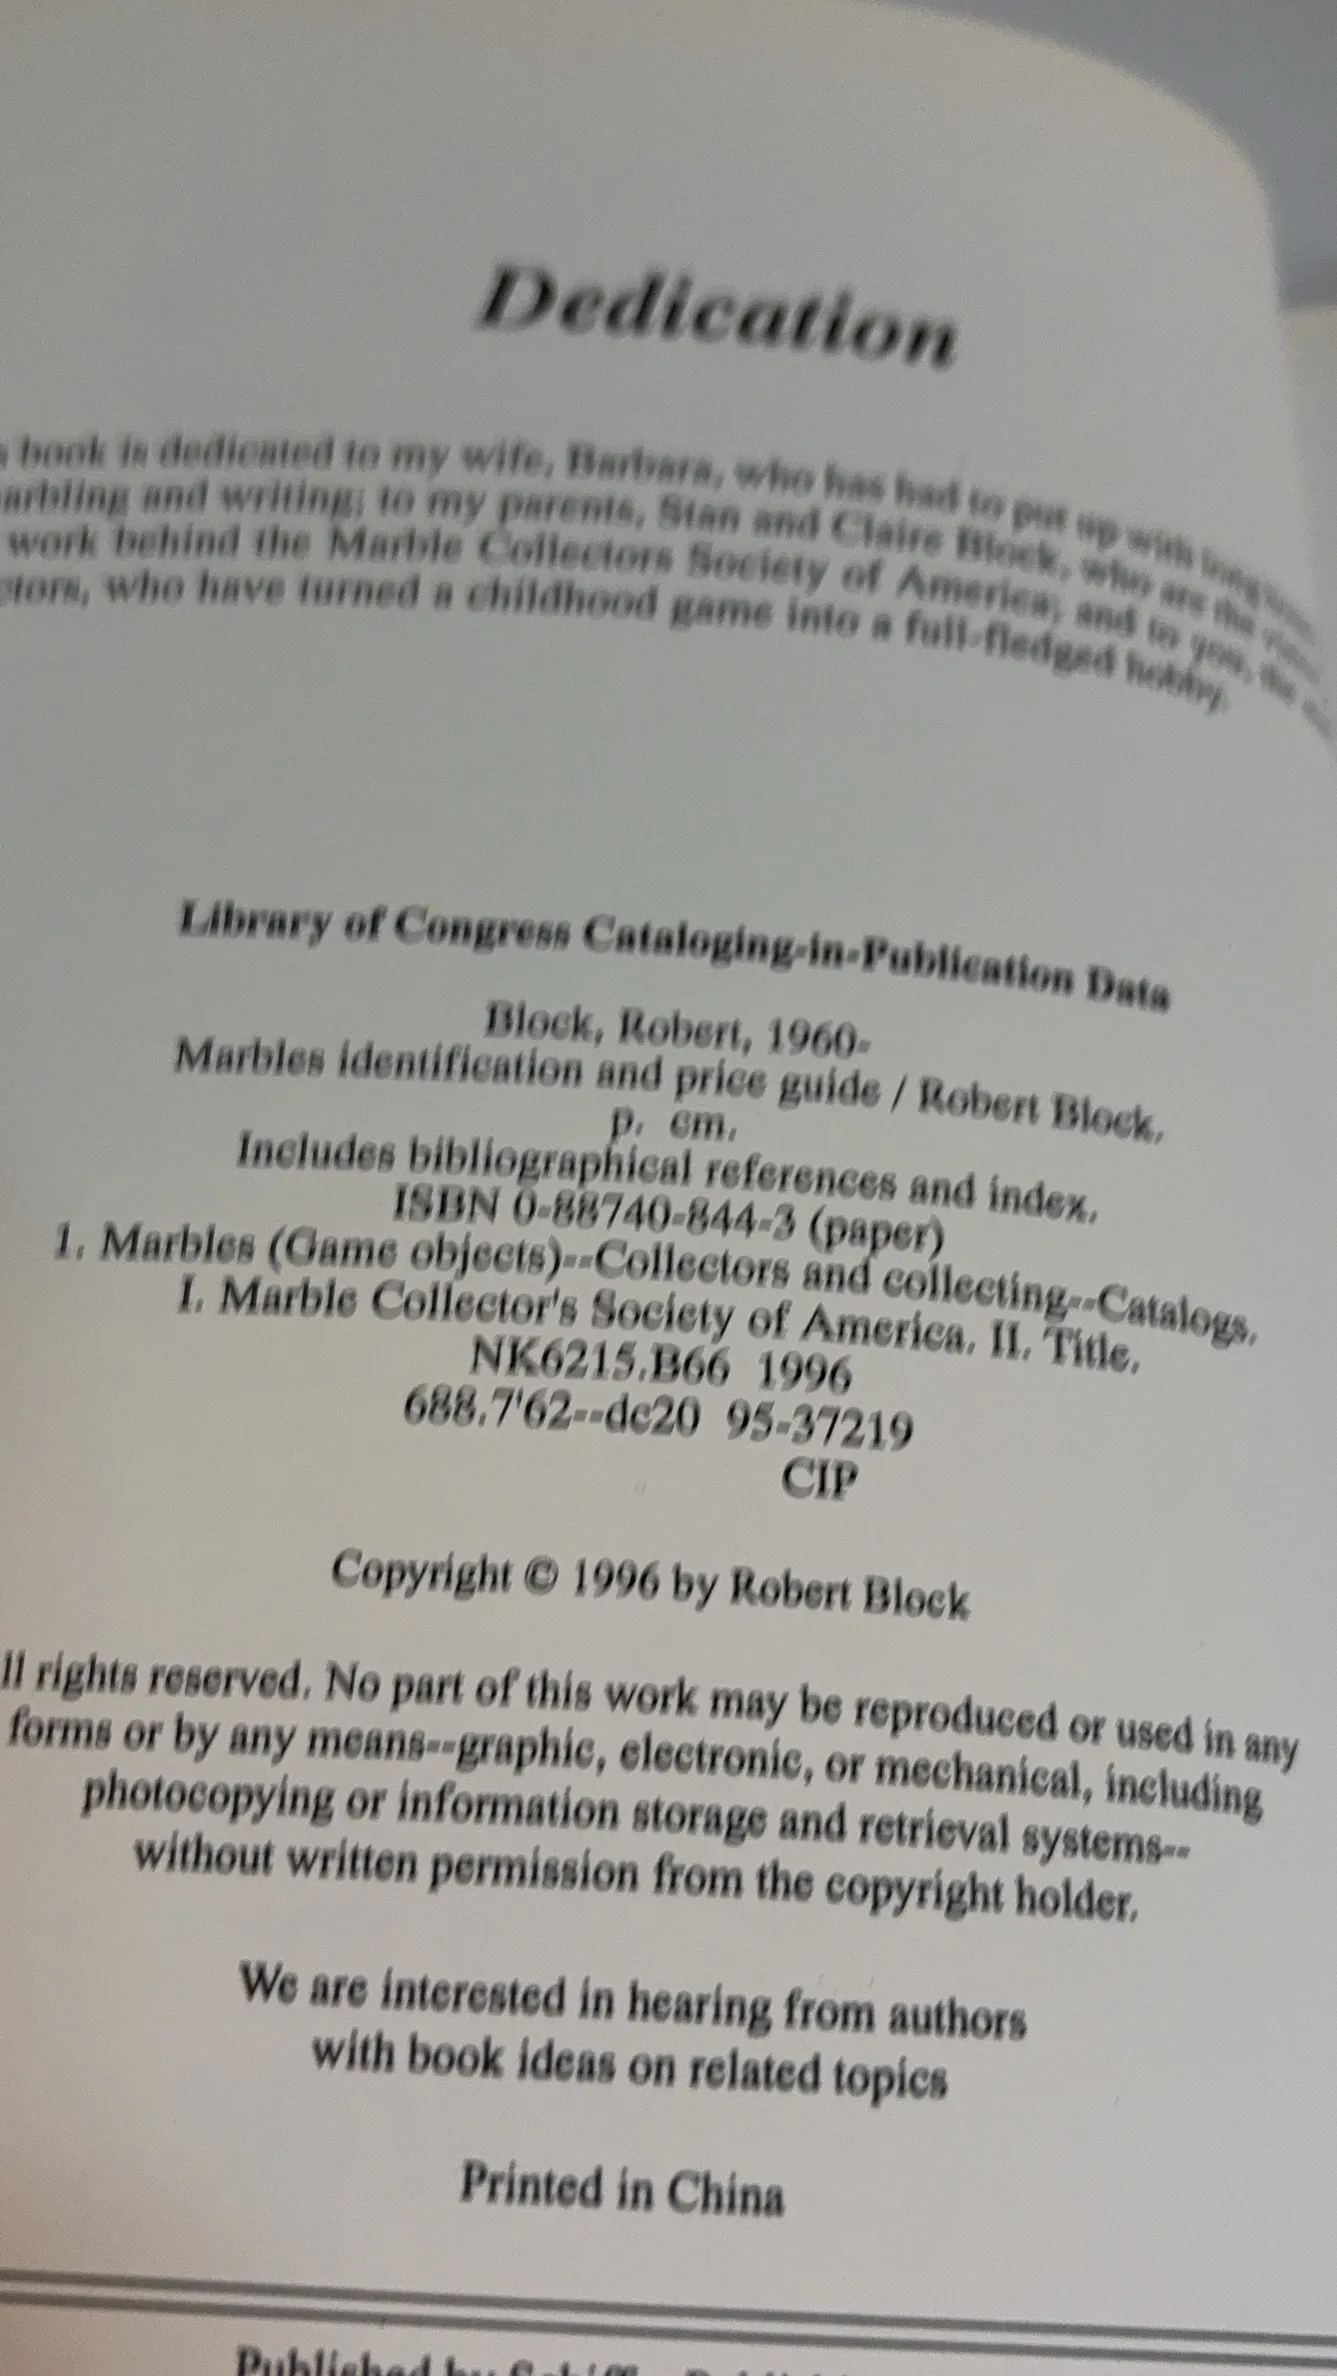 Dedication
book is dedicated to my wife, Barbara, who has had to put up with long
and writing; to my parents, Stan and Claire Block, who are the
work behind the Marble Collectors Society of America; and to you, the
who have turned a childhood game into a full-fledged hobby.
Library of Congress Cataloging-in-Publication Data
Block, Robert, 1960-
Marbles identification and price guide / Robert Block.
p. cm.
Includes bibliographical references and index.
ISBN 0-88740-844-3 (paper)
1. Marbles (Game objects)--Collectors and collecting--Catalogs.
I. Marble Collector's Society of America. II. Title.
NK6215.B66 1996
688.7'62--dc20 95-37219
CIP
Copyright © 1996 by Robert Block
ll rights reserved. No part of this work may be reproduced or used in any
forms or by any means--graphic, electronic, or mechanical, including
photocopying or information storage and retrieval systems--
without written permission from the copyright holder.
We are interested in hearing from authors
with book ideas on related topics
Printed in China
Published by